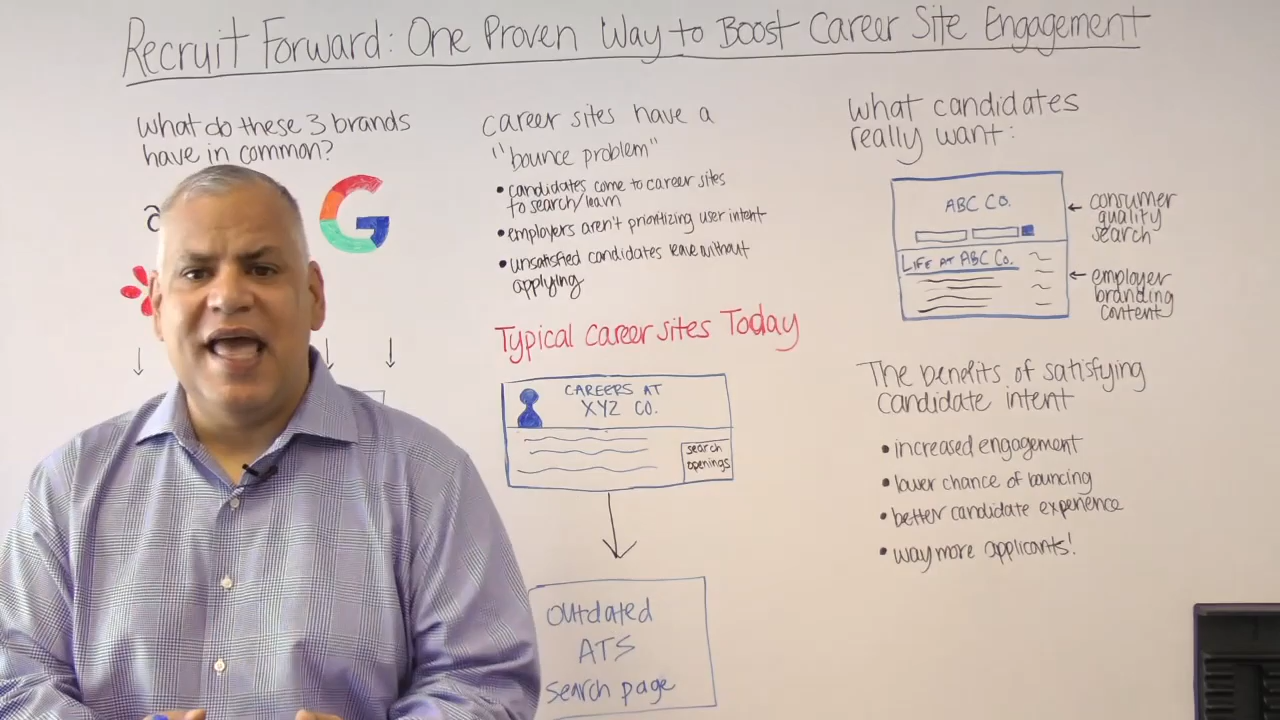 Recruit Forward: One Proven Way to Boost Career Site Engagement
What do these 3 brands
have in common?
a
G
career sites have a
"bounce problem"
• candidates come to career sites
to search/learn
• employers aren't prioritizing user intent
• unsatisfied candidates leave without
applying
Typical career sites Today
CAREERS AT
XYZ CO.
search
openings
outdated
ATS
search page
what candidates
really want:
ABC CO.
LIFE AT ABC CO.
consumer
quality
search
employer
branding
content
The benefits of satisfying
candidate intent
• increased engagement
• lower chance of bouncing
• better candidate experience
• way more applicants!